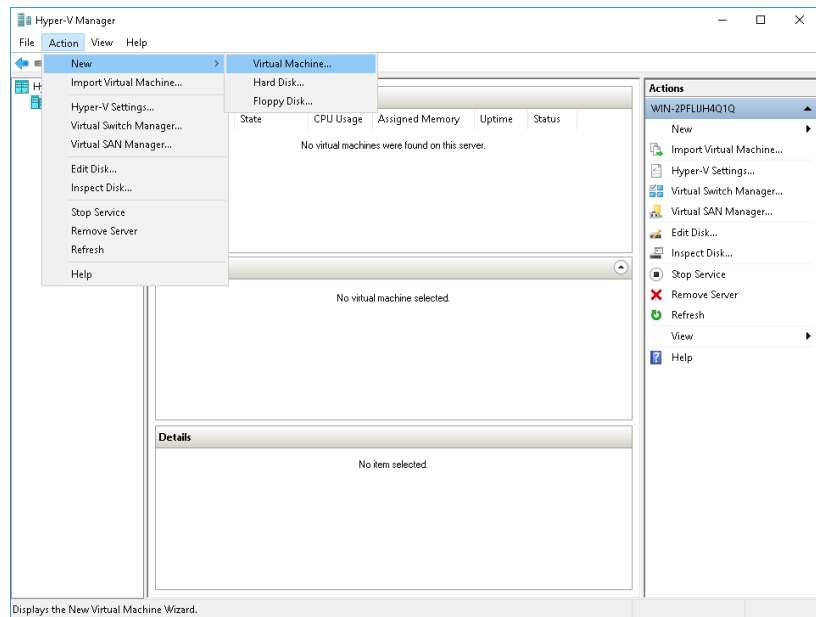 Hyper-V Manager
File Action View Help
New
Virtual Machine...
Import Virtual Machine...
Hard Disk...
Floppy Disk...
Hyper-V Settings...
Virtual Switch Manager...
Virtual SAN Manager...
Edit Disk...
Inspect Disk...
Stop Service
Remove Server
Refresh
Help
State CPU Usage Assigned Memory Uptime Status
No virtual machines were found on this server.
No virtual machine selected.
Details
No item selected.
Actions
WIN-2PFLIJH4Q1Q
New
Import Virtual Machine...
Hyper-V Settings...
Virtual Switch Manager...
Virtual SAN Manager...
Edit Disk...
Inspect Disk...
Stop Service
Remove Server
Refresh
View
Help
Displays the New Virtual Machine Wizard.